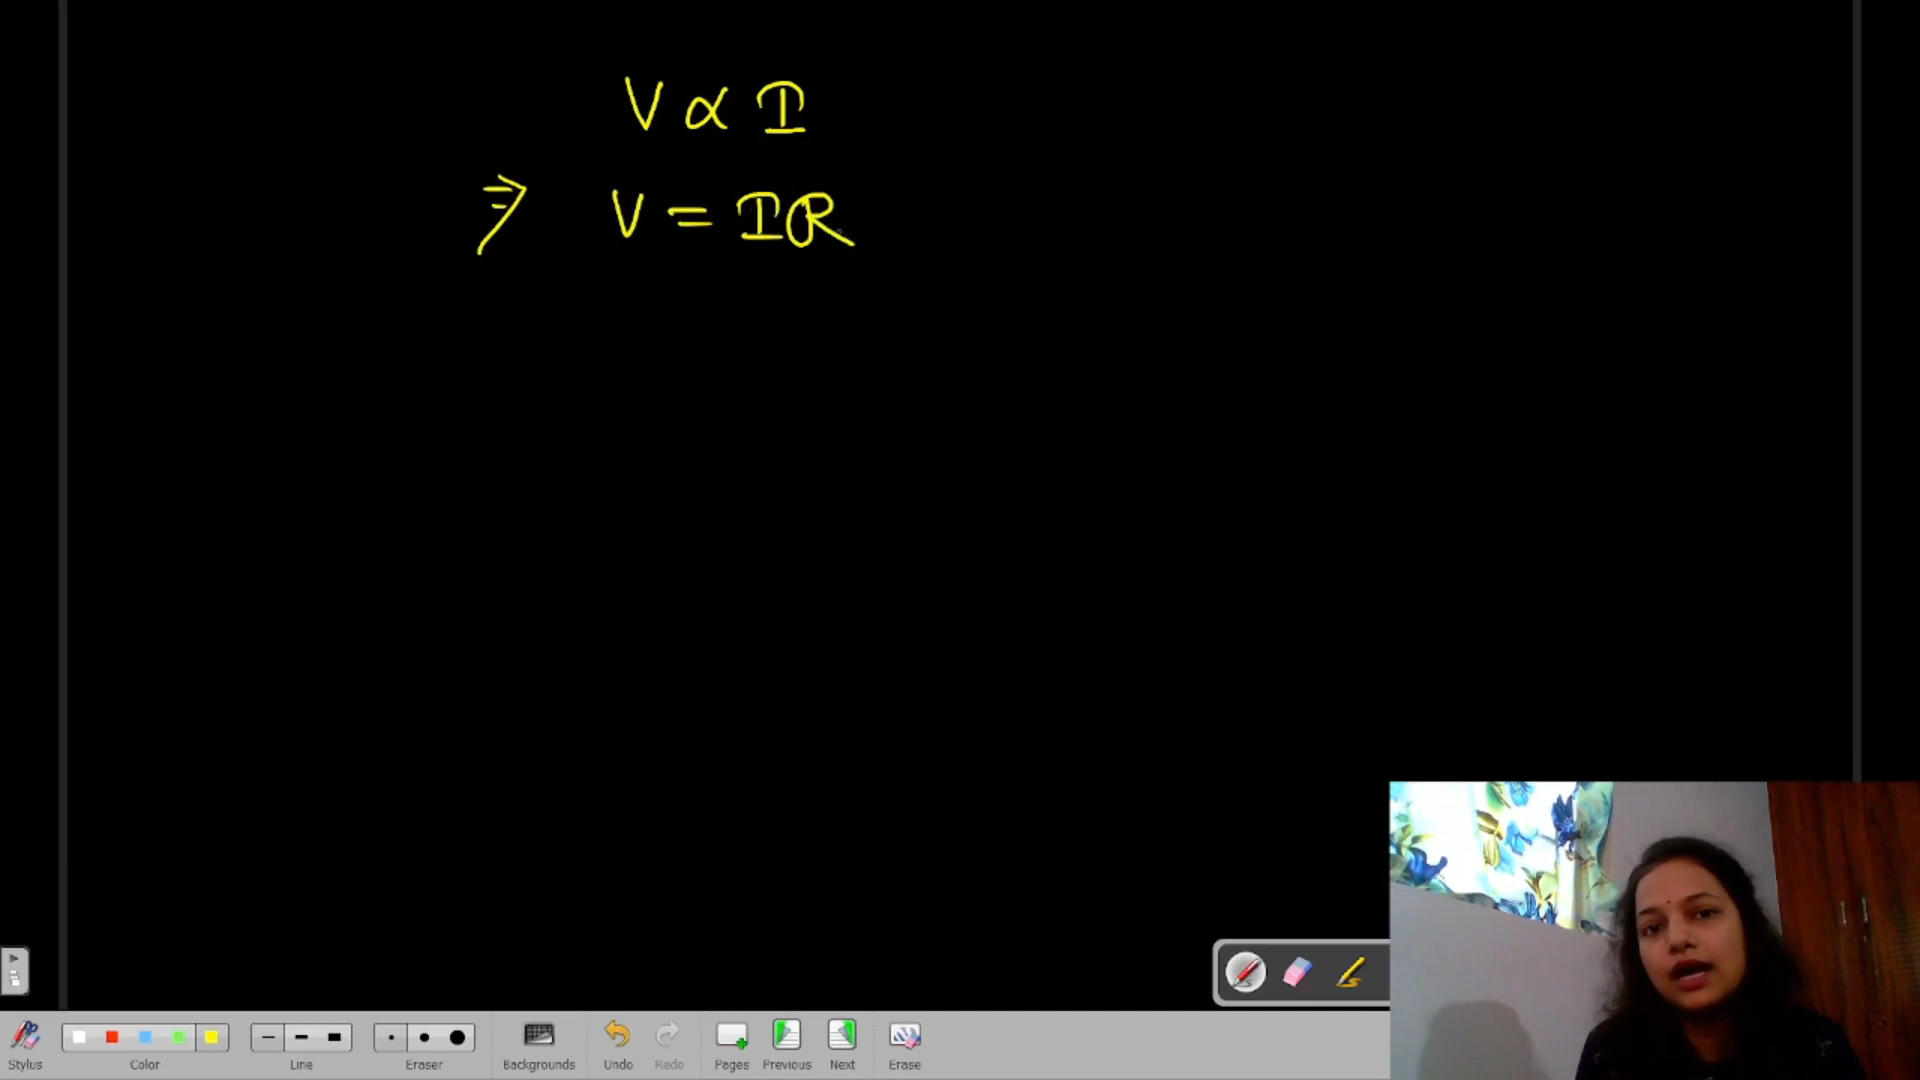 V ∝ I
⇒ V = IR
Stylus Color Line Eraser Backgrounds Undo Redo Pages Previous Next Erase